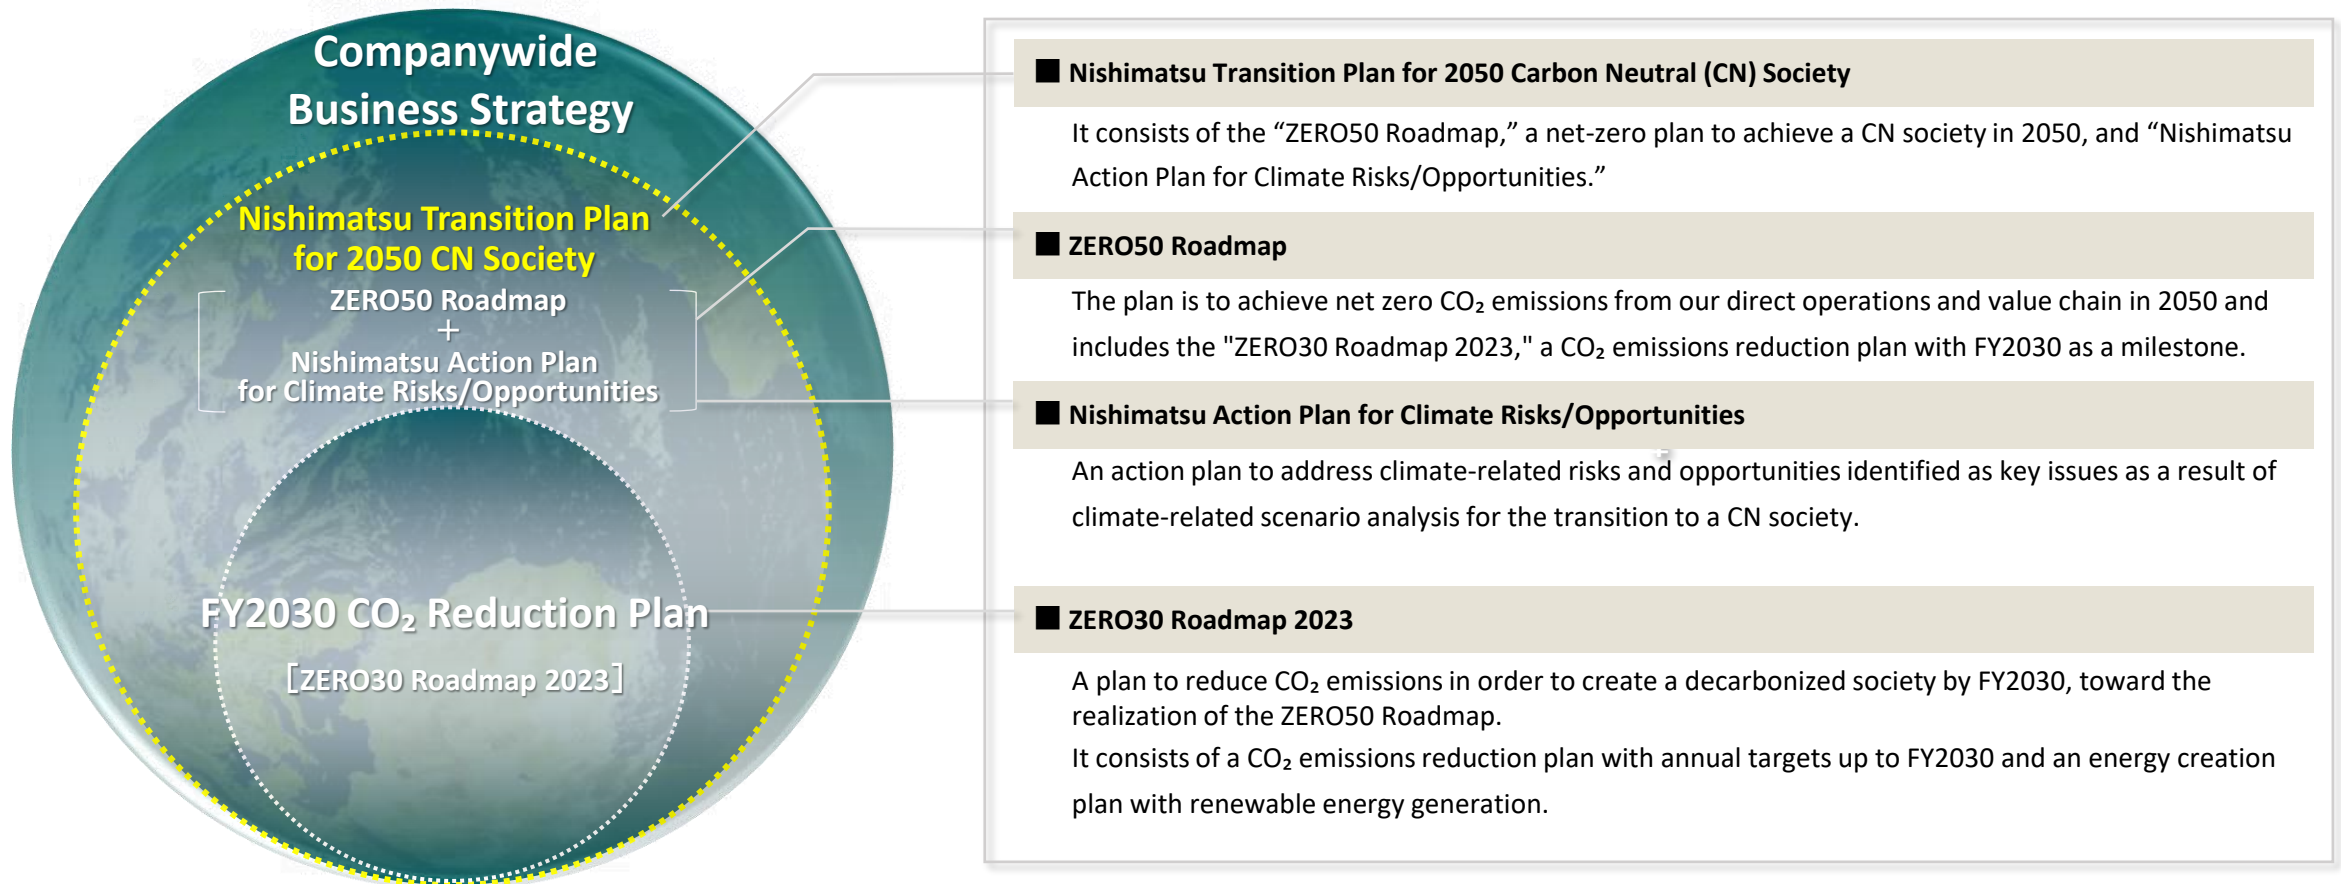 Companywide
Business Strategy
Nishimatsu Transition Plan
for 2050 CN Society
ZERO50 Roadmap
+
Nishimatsu Action Plan
for Climate Risks/Opportunities
FY2030 CO₂ Reduction Plan
[ZERO30 Roadmap 2023]
■ Nishimatsu Transition Plan for 2050 Carbon Neutral (CN) Society
It consists of the “ZERO50 Roadmap,” a net-zero plan to achieve a CN society in 2050, and “Nishimatsu
Action Plan for Climate Risks/Opportunities.”
■ ZERO50 Roadmap
The plan is to achieve net zero CO₂ emissions from our direct operations and value chain in 2050 and
includes the "ZERO30 Roadmap 2023," a CO₂ emissions reduction plan with FY2030 as a milestone.
■ Nishimatsu Action Plan for Climate Risks/Opportunities
An action plan to address climate-related risks and opportunities identified as key issues as a result of
climate-related scenario analysis for the transition to a CN society.
■ ZERO30 Roadmap 2023
A plan to reduce CO₂ emissions in order to create a decarbonized society by FY2030, toward the
realization of the ZERO50 Roadmap.
It consists of a CO₂ emissions reduction plan with annual targets up to FY2030 and an energy creation
plan with renewable energy generation.